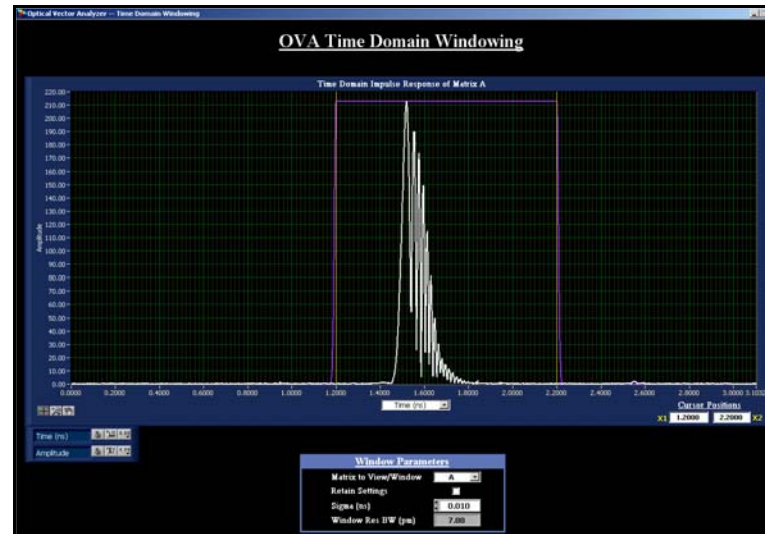 Optical Vector Analyzer -- Time Domain Windowing
OVA Time Domain Windowing
Time Domain Impulse Response of Matrix A
220.00
210.00
200.00
190.00
180.00
170.00
160.00
150.00
140.00
130.00
120.00
110.00
100.00
90.00
80.00
70.00
60.00
50.00
40.00
30.00
20.00
10.00
0.00
Amplitude
0.0000 0.2000 0.4000 0.6000 0.8000 1.0000 1.2000 1.4000 1.6000 1.8000 2.0000 2.2000 2.4000 2.6000 2.8000 3.0000 3.1032
Time (ns)
Cursor Positions
X1 1.2000 2.2000 X2
Time (ns)
Amplitude
Window Parameters
Matrix to View/Window A
Retain Settings
Sigma (ns) 0.010
Window Res BW (pm) 7.00